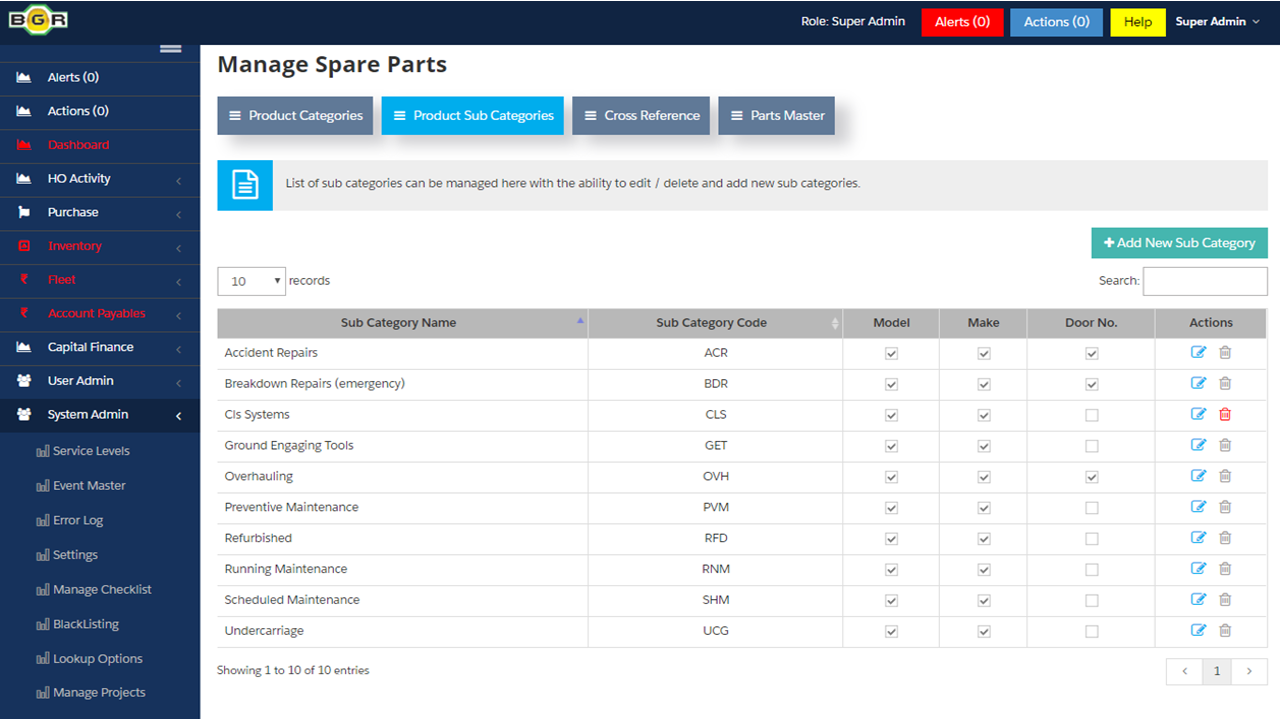 BGR
Role: Super Admin
Alerts (0)
Actions (0)
Help
Super Admin
Alerts (0)
Actions (0)
Dashboard
HO Activity
Purchase
Inventory
Fleet
Account Payables
Capital Finance
User Admin
System Admin
Service Levels
Event Master
Error Log
Settings
Manage Checklist
BlackListing
Lookup Options
Manage Projects
Manage Spare Parts
Product Categories
Product Sub Categories
Cross Reference
Parts Master
List of sub categories can be managed here with the ability to edit / delete and add new sub categories.
+ Add New Sub Category
10 records
Search:
Sub Category Name Sub Category Code Model Make Door No. Actions
Accident Repairs ACR
Breakdown Repairs (emergency) BDR
Cls Systems CLS
Ground Engaging Tools GET
Overhauling OVH
Preventive Maintenance PVM
Refurbished RFD
Running Maintenance RNM
Scheduled Maintenance SHM
Undercarriage UCG
Showing 1 to 10 of 10 entries
< 1 >